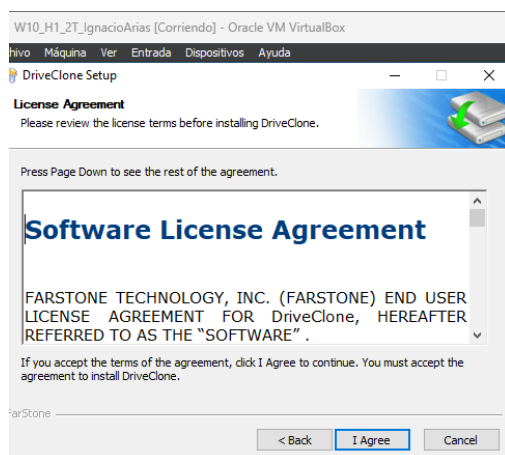 W10_H1_2T_IgnacioArias [Corriendo] - Oracle VM VirtualBox
hivo Máquina Ver Entrada Dispositivos Ayuda
DriveClone Setup
License Agreement
Please review the license terms before installing DriveClone.
Press Page Down to see the rest of the agreement.
Software License Agreement
FARSTONE TECHNOLOGY, INC. (FARSTONE) END USER
LICENSE AGREEMENT FOR DriveClone, HEREAFTER
REFERRED TO AS THE “SOFTWARE” .
If you accept the terms of the agreement, click I Agree to continue. You must accept the
agreement to install DriveClone.
FarStone
< Back I Agree Cancel